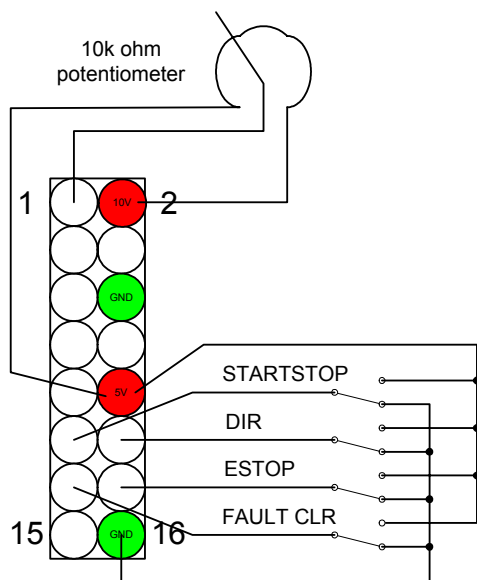 10k ohm
potentiometer
1 10V 2
GND
5V
STARTSTOP
DIR
ESTOP
FAULT CLR
15 GND 16